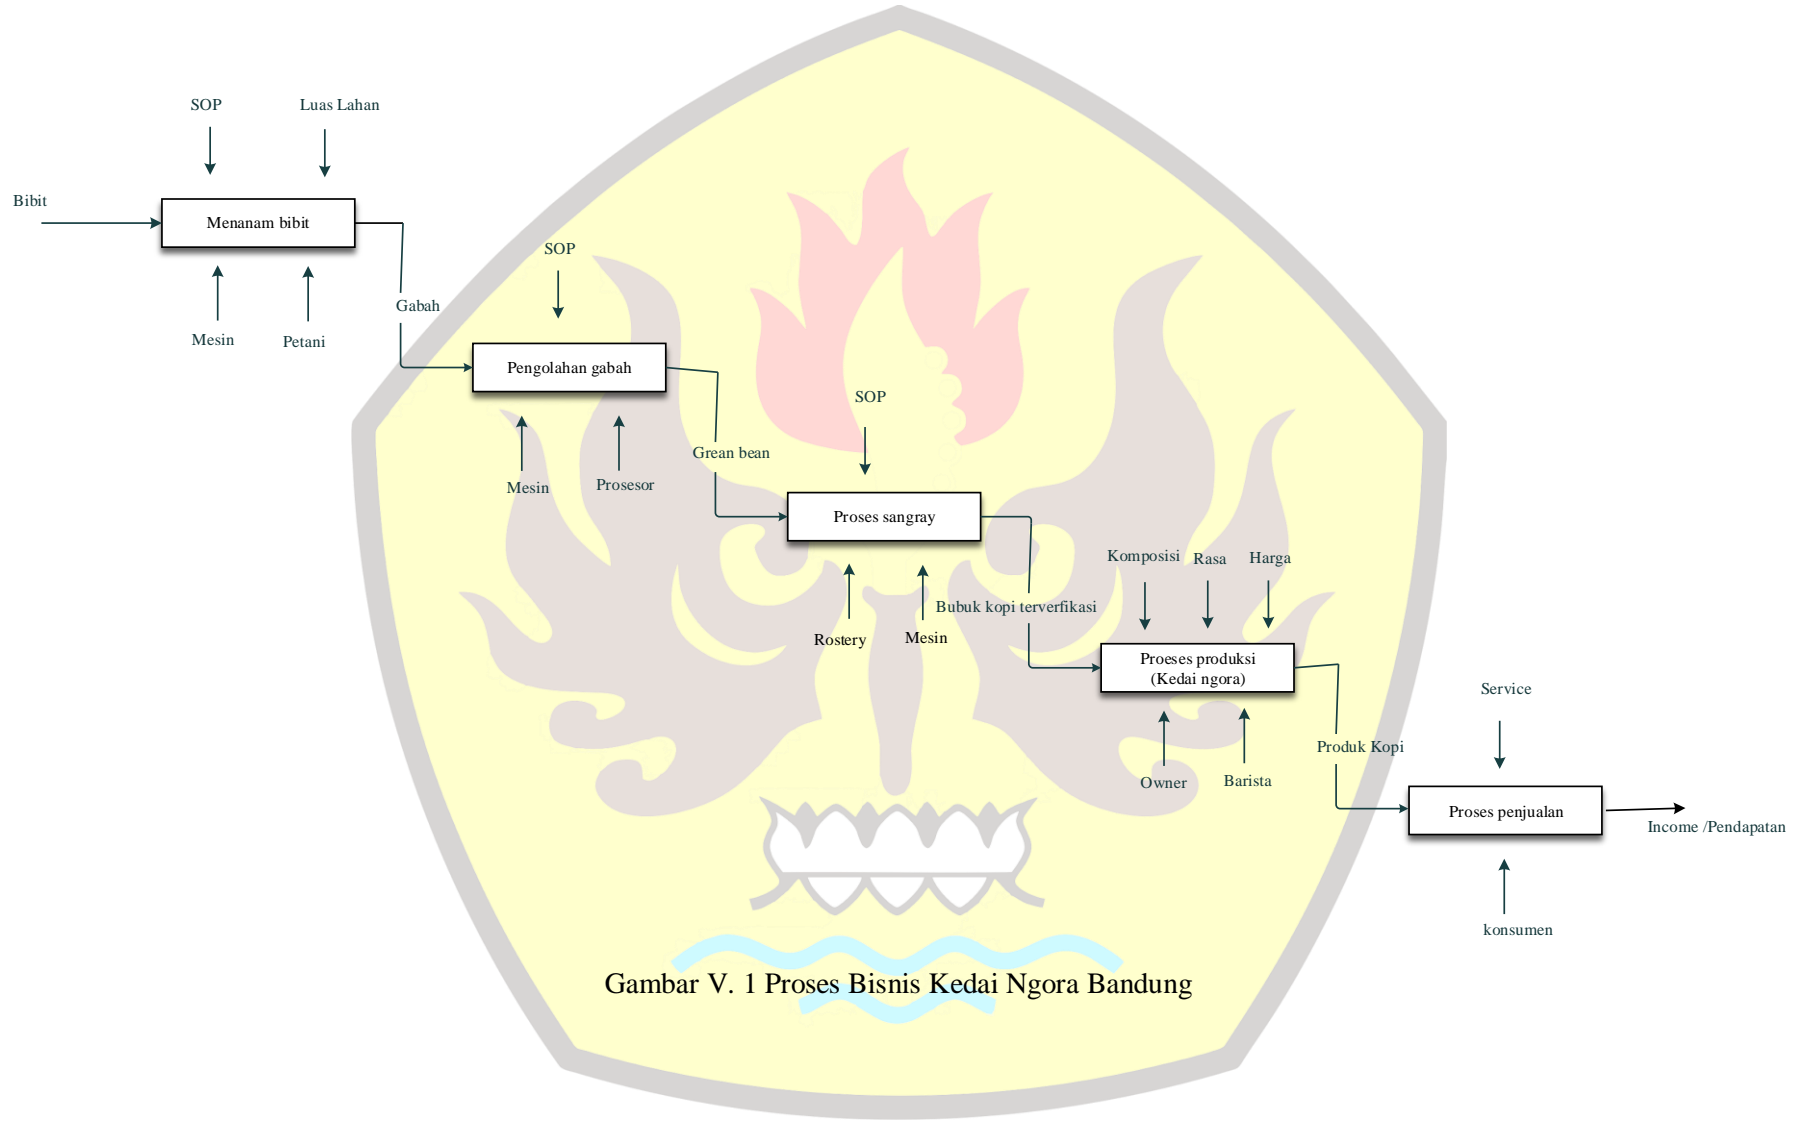 SOP
Luas Lahan
Bibit
Menanam bibit
Mesin
Petani
Gabah
SOP
Pengolahan gabah
Mesin
Prosesor
Grean bean
SOP
Proses sangray
Rostery
Mesin
Bubuk kopi terverfikasi
Komposisi
Rasa
Harga
Proeses produksi
(Kedai ngora)
Owner
Barista
Produk Kopi
Service
Proses penjualan
Income /Pendapatan
konsumen
Gambar V. 1 Proses Bisnis Kedai Ngora Bandung